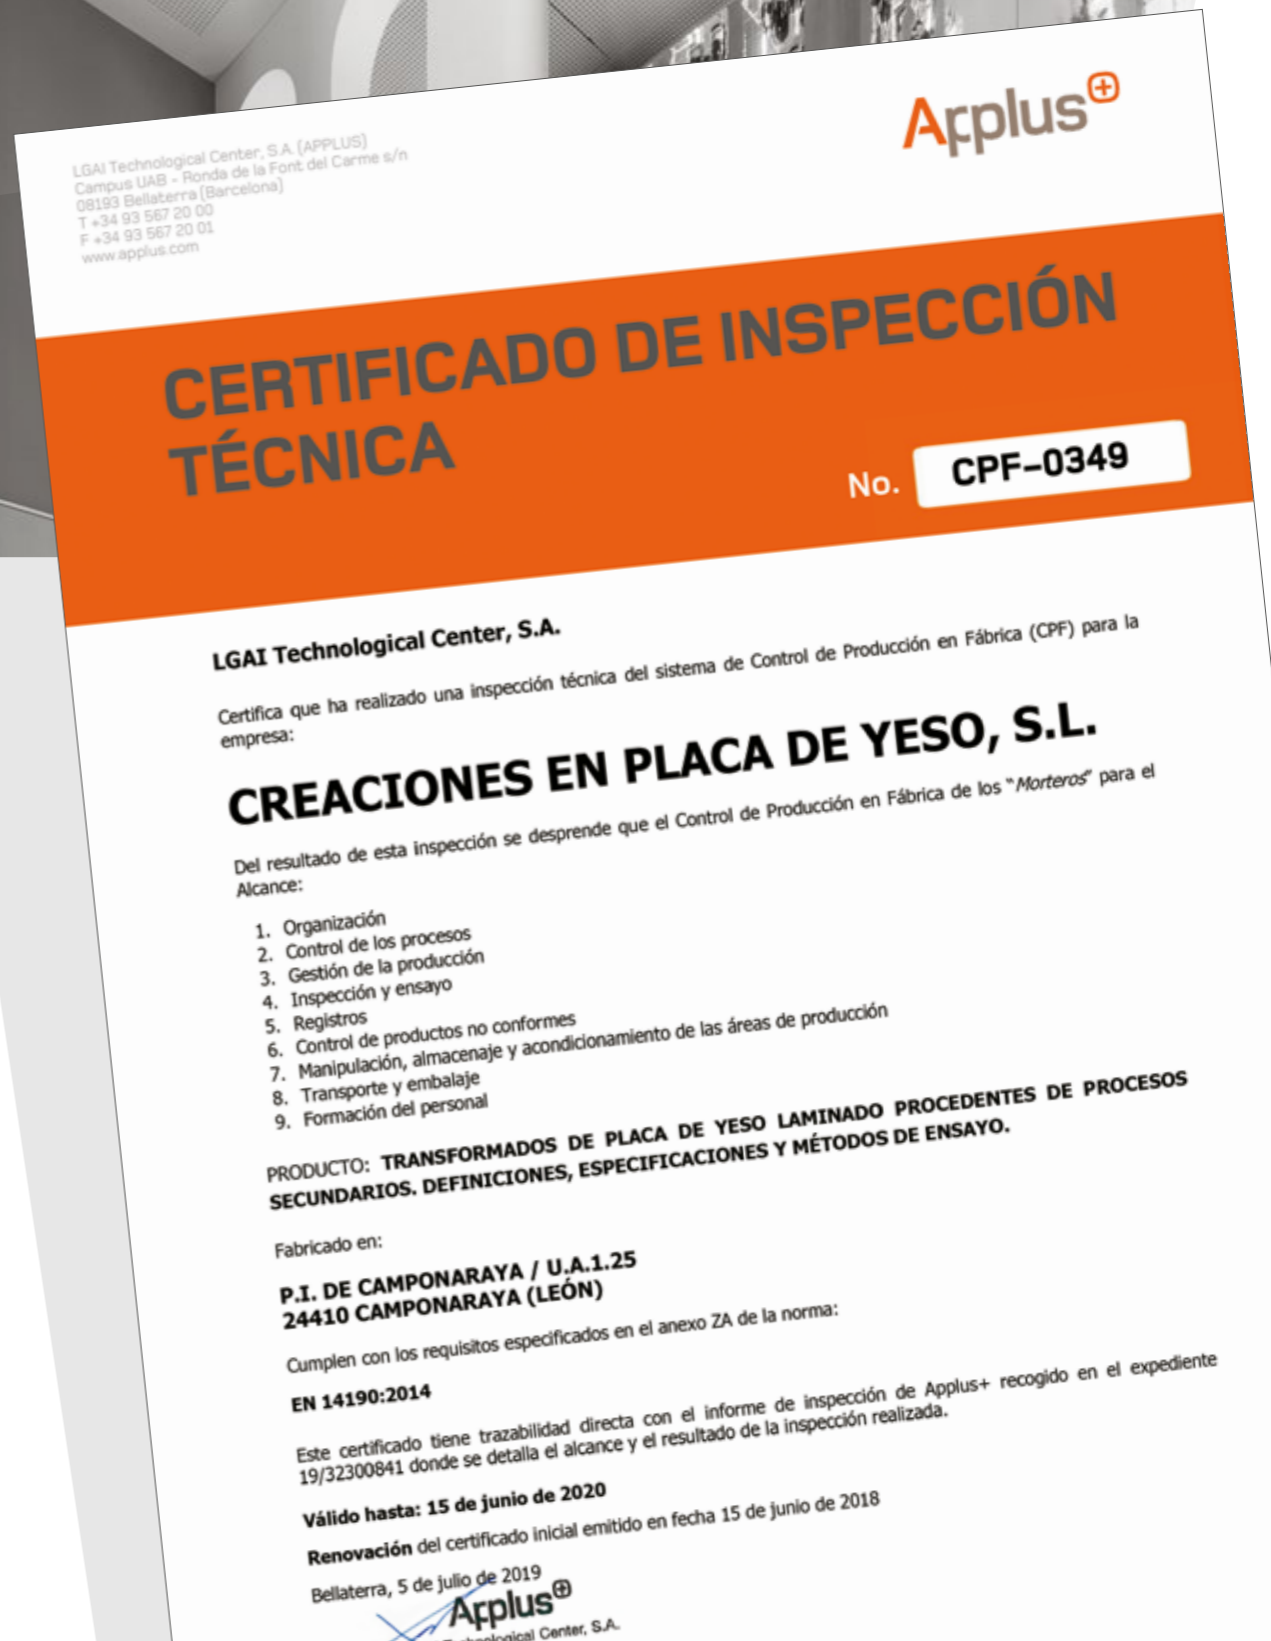 LGAI Technological Center, S.A. (APPLUS)
Campus UAB - Ronda de la Font del Carme s/n
08193 Bellaterra (Barcelona)
T +34 93 567 20 00
F +34 93 567 20 01
www.applus.com
Applus+
CERTIFICADO DE INSPECCIÓN
TÉCNICA
No. CPF-0349
LGAI Technological Center, S.A.
Certifica que ha realizado una inspección técnica del sistema de Control de Producción en Fábrica (CPF) para la
empresa:
CREACIONES EN PLACA DE YESO, S.L.
Del resultado de esta inspección se desprende que el Control de Producción en Fábrica de los “Morteros” para el
Alcance:
1. Organización
2. Control de los procesos
3. Gestión de la producción
4. Inspección y ensayo
5. Registros
6. Control de productos no conformes
7. Manipulación, almacenaje y acondicionamiento de las áreas de producción
8. Transporte y embalaje
9. Formación del personal
PRODUCTO: TRANSFORMADOS DE PLACA DE YESO LAMINADO PROCEDENTES DE PROCESOS
SECUNDARIOS. DEFINICIONES, ESPECIFICACIONES Y MÉTODOS DE ENSAYO.
Fabricado en:
P.I. DE CAMPONARAYA / U.A.1.25
24410 CAMPONARAYA (LEÓN)
Cumplen con los requisitos especificados en el anexo ZA de la norma:
EN 14190:2014
Este certificado tiene trazabilidad directa con el informe de inspección de Applus+ recogido en el expediente
19/32300841 donde se detalla el alcance y el resultado de la inspección realizada.
Válido hasta: 15 de junio de 2020
Renovación del certificado inicial emitido en fecha 15 de junio de 2018
Bellaterra, 5 de julio de 2019
Applus+
Center, S.A.